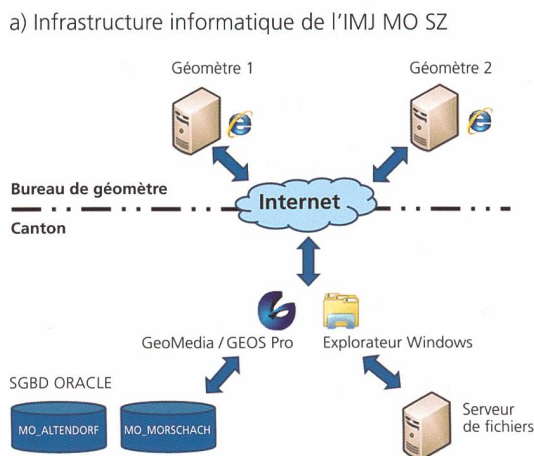 a) Infrastructure informatique de l'IMJ MO SZ
Géomètre 1
Géomètre 2
Bureau de géomètre
Internet
Canton
GeoMedia / GEOS Pro
Explorateur Windows
SGBD ORACLE
MO_ALTENDORF
MO_MORSCHACH
Serveur
de fichiers